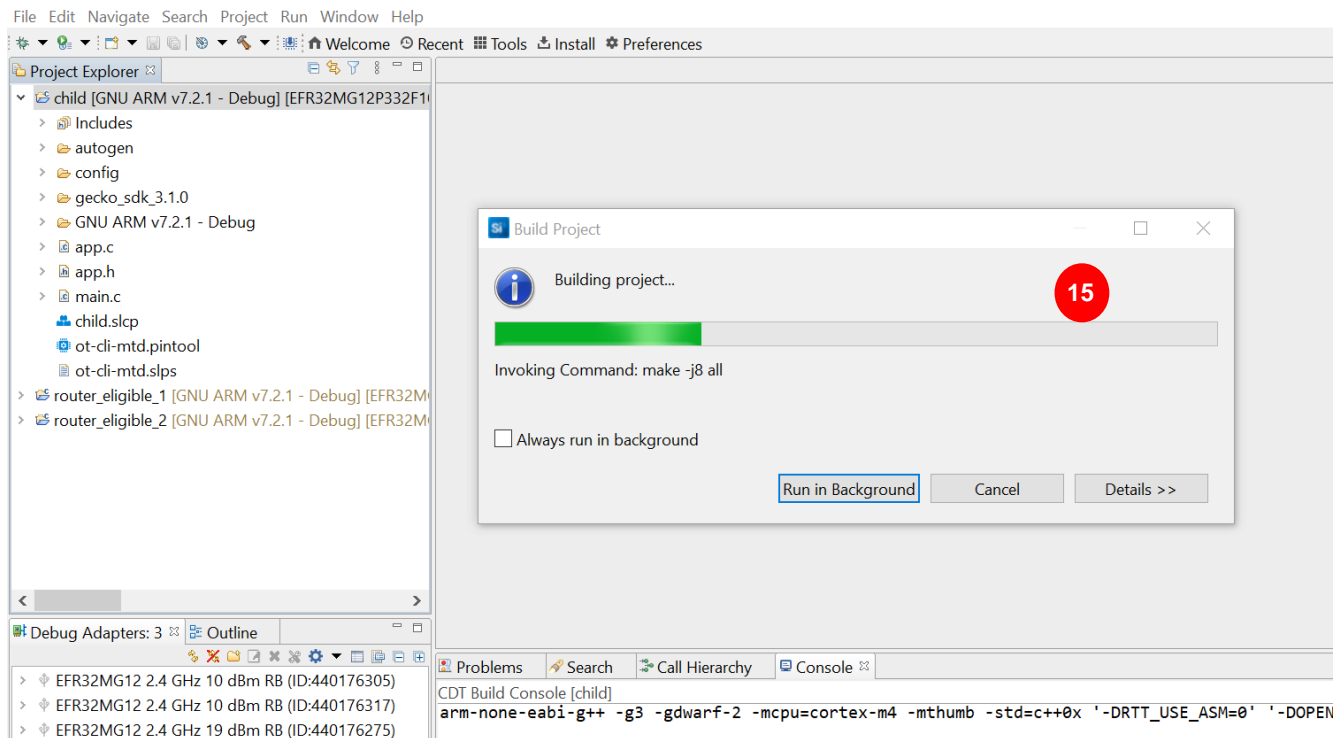 File Edit Navigate Search Project Run Window Help
Welcome Recent Tools Install Preferences
Project Explorer
child [GNU ARM v7.2.1 - Debug] [EFR32MG12P332F1
Includes
autogen
config
gecko_sdk_3.1.0
GNU ARM v7.2.1 - Debug
app.c
app.h
main.c
child.slcp
ot-cli-mtd.pintool
ot-cli-mtd.slps
router_eligible_1 [GNU ARM v7.2.1 - Debug] [EFR32M
router_eligible_2 [GNU ARM v7.2.1 - Debug] [EFR32M
Si Build Project
Building project...
15
Invoking Command: make -j8 all
Always run in background
Run in Background Cancel Details >>
Debug Adapters: 3 Outline
EFR32MG12 2.4 GHz 10 dBm RB (ID:440176305)
EFR32MG12 2.4 GHz 10 dBm RB (ID:440176317)
EFR32MG12 2.4 GHz 19 dBm RB (ID:440176275)
Problems Search Call Hierarchy Console
CDT Build Console [child]
arm-none-eabi-g++ -g3 -gdwarf-2 -mcpu=cortex-m4 -mthumb -std=c++0x '-DRTT_USE_ASM=0' '-DOPEN